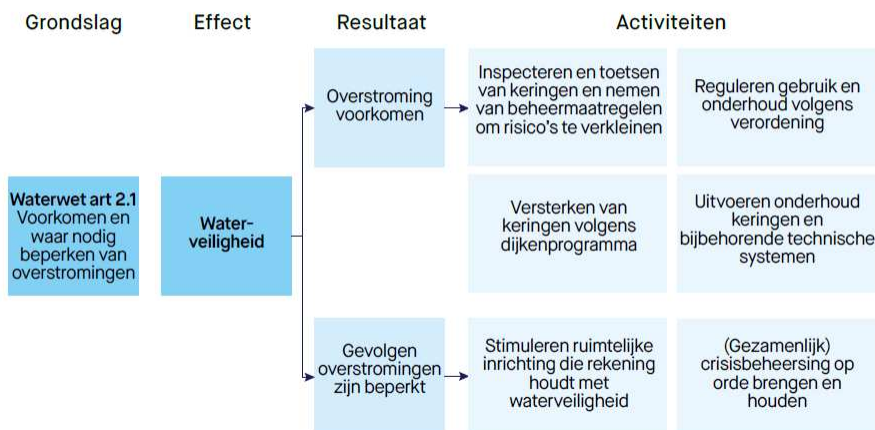 Grondslag
Effect
Resultaat
Activiteiten
Waterwet art 2.1
Voorkomen en
waar nodig
beperken van
overstromingen
Water-
veiligheid
Overstroming
voorkomen
Inspecteren en toetsen
van keringen en nemen
van beheermaatregelen
om risico's te verkleinen
Reguleren gebruik en
onderhoud volgens
verordening
Versterken van
keringen volgens
dijkenprogramma
Uitvoeren onderhoud
keringen en
bijbehorende technische
systemen
Gevolgen
overstromingen
zijn beperkt
Stimuleren ruimtelijke
inrichting die rekening
houdt met
waterveiligheid
(Gezamenlijk)
crisisbeheersing op
orde brengen en
houden